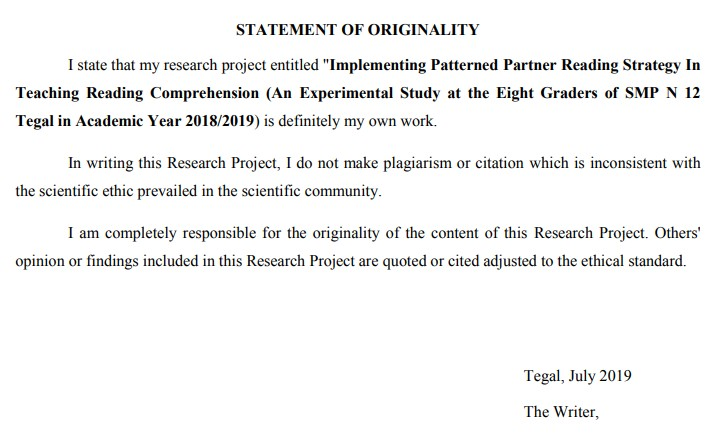 STATEMENT OF ORIGINALITY
I state that my research project entitled "Implementing Patterned Partner Reading Strategy In
Teaching Reading Comprehension (An Experimental Study at the Eight Graders of SMP N 12
Tegal in Academic Year 2018/2019) is definitely my own work.
In writing this Research Project, I do not make plagiarism or citation which is inconsistent with
the scientific ethic prevailed in the scientific community.
I am completely responsible for the originality of the content of this Research Project. Others'
opinion or findings included in this Research Project are quoted or cited adjusted to the ethical standard.
Tegal, July 2019
The Writer,